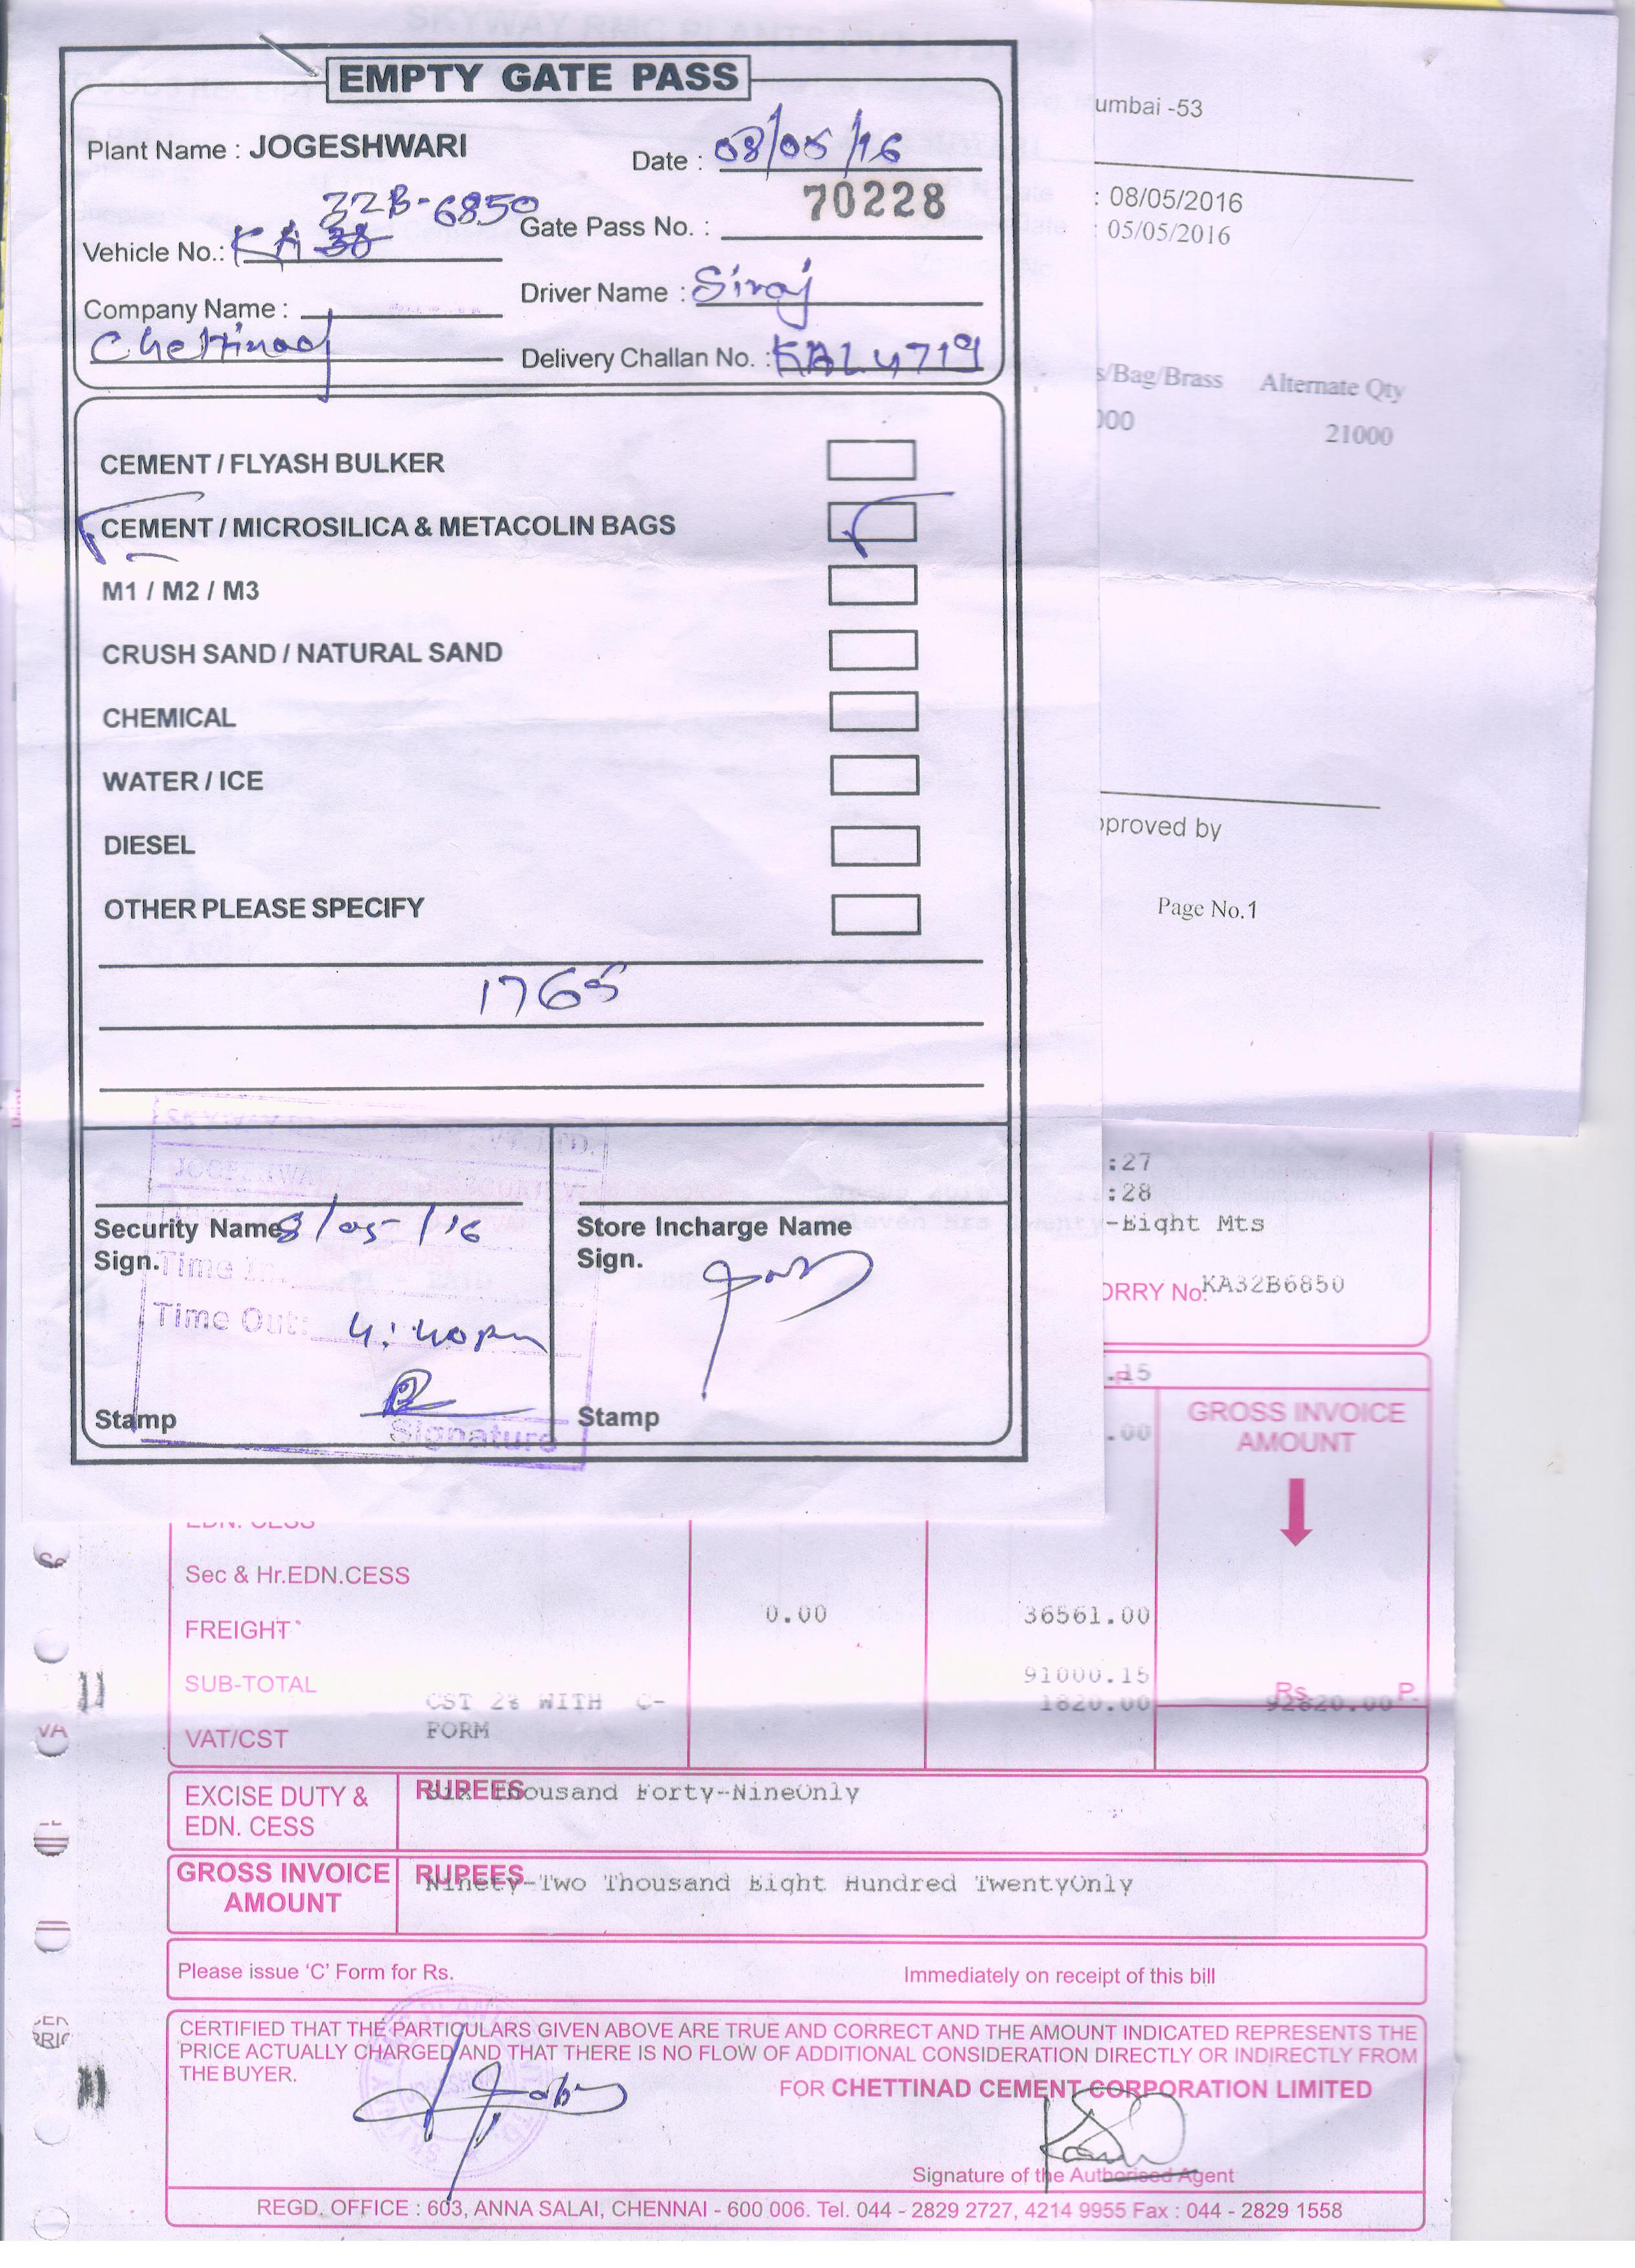 EMPTY GATE PASS
Plant Name : JOGESHWARI
Date : 08/05/16
Vehicle No.: KA 38 32B-6850
Gate Pass No. : 70228
Company Name :
Chettinad
Driver Name : Siraj
Delivery Challan No. : KAL4719
CEMENT / FLYASH BULKER
CEMENT / MICROSILICA & METACOLIN BAGS
M1 / M2 / M3
CRUSH SAND / NATURAL SAND
CHEMICAL
WATER / ICE
DIESEL
OTHER PLEASE SPECIFY
1765
Security Name 8/05/16
Sign.
Time In:
Time Out: 4:40pm
Stamp
Signature
Store Incharge Name
Sign.
Stamp
umbai -53
: 08/05/2016
: 05/05/2016
s/Bag/Brass Alternate Qty
000 21000
pproved by
Page No.1
:27
:28
-Eight Mts
ORRY No. KA32B6850
.15
.00
GROSS INVOICE
AMOUNT
EDN. CESS
Sec & Hr.EDN.CESS
FREIGHT 0.00 36561.00
SUB-TOTAL 91000.15
CST 2% WITH C- 1820.00
Rs. P.
92820.00
VAT/CST FORM
EXCISE DUTY &
EDN. CESS
RUPEES
Six Thousand Forty-NineOnly
GROSS INVOICE
AMOUNT
RUPEES
Ninety-Two Thousand Eight Hundred TwentyOnly
Please issue 'C' Form for Rs. Immediately on receipt of this bill
CERTIFIED THAT THE PARTICULARS GIVEN ABOVE ARE TRUE AND CORRECT AND THE AMOUNT INDICATED REPRESENTS THE
PRICE ACTUALLY CHARGED AND THAT THERE IS NO FLOW OF ADDITIONAL CONSIDERATION DIRECTLY OR INDIRECTLY FROM
THE BUYER.
FOR CHETTINAD CEMENT CORPORATION LIMITED
Signature of the Authorised Agent
REGD. OFFICE : 603, ANNA SALAI, CHENNAI - 600 006. Tel. 044 - 2829 2727, 4214 9955 Fax : 044 - 2829 1558